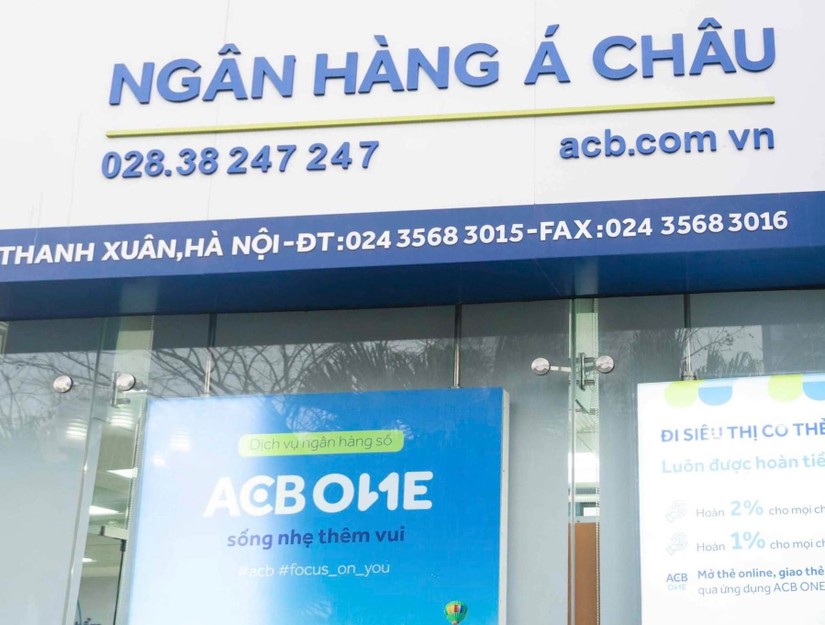 NGÂN HÀNG Á CHÂU
028.38 247 247
acb.com vn
THANH XUÂN,HÀ NỘI-ĐT:024 3568 3015-FAX:024 3568 3016
Dịch vụ ngân hàng số
ACB ONE
sống nhẹ thêm vui
#acb #focus_on_you
ĐI SIÊU THỊ CÓ THẺ
Luôn được hoàn tiề
Hoàn 2% cho mọi ch
Hoàn 1% cho mọi ch
ACB ONE
Mở thẻ online, giao thẻ
qua ứng dụng ACB ONE